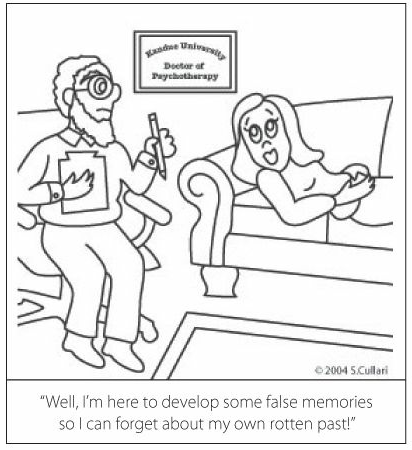 Kandue University
Doctor of
Psychotherapy
© 2004 S.Cullari
“Well, I’m here to develop some false memories
so I can forget about my own rotten past!”